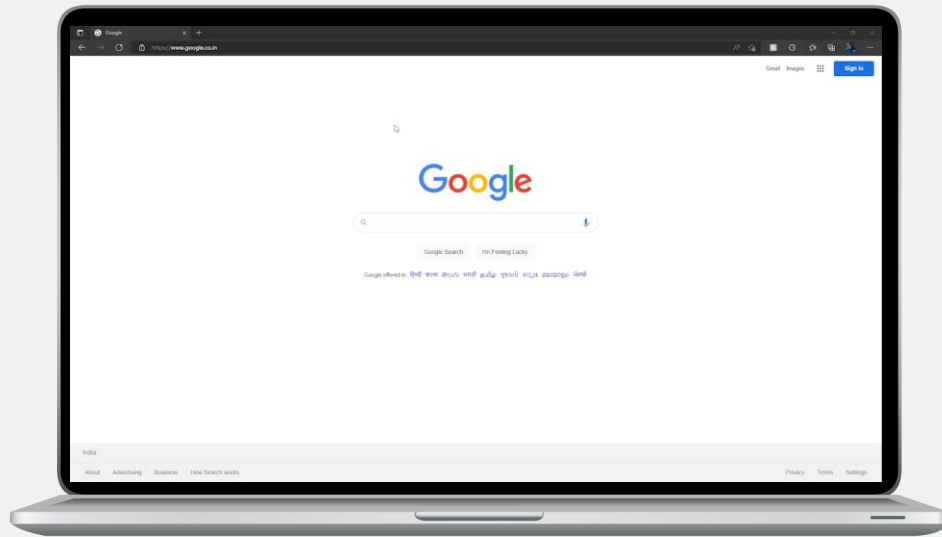 Google
https://www.google.co.in
Gmail Images Sign in
Google
Google Search I'm Feeling Lucky
Google offered in: हिन्दी বাংলা తెలుగు मराठी தமிழ் ગુજરાતી ಕನ್ನಡ മലയാളം ਪੰਜਾਬੀ
India
About Advertising Business How Search works Privacy Terms Settings